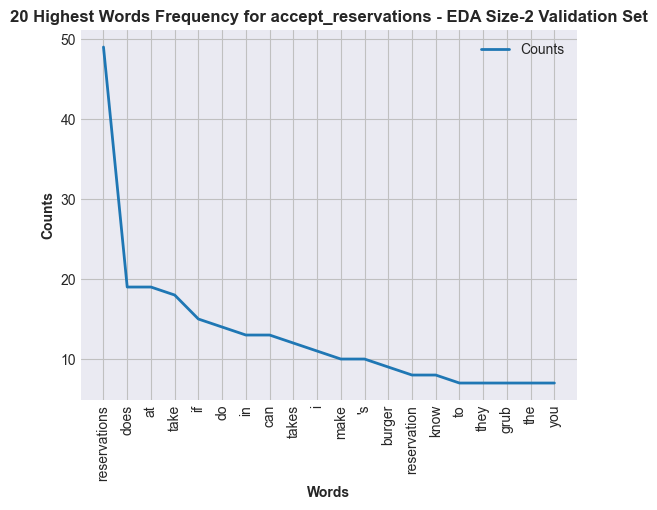 20 Highest Words Frequency for accept_reservations - EDA Size-2 Validation Set
Counts
50
40
30
20
10
Counts
reservations
does
at
take
if
do
in
can
takes
i
make
's
burger
reservation
know
to
they
grub
the
you
Words